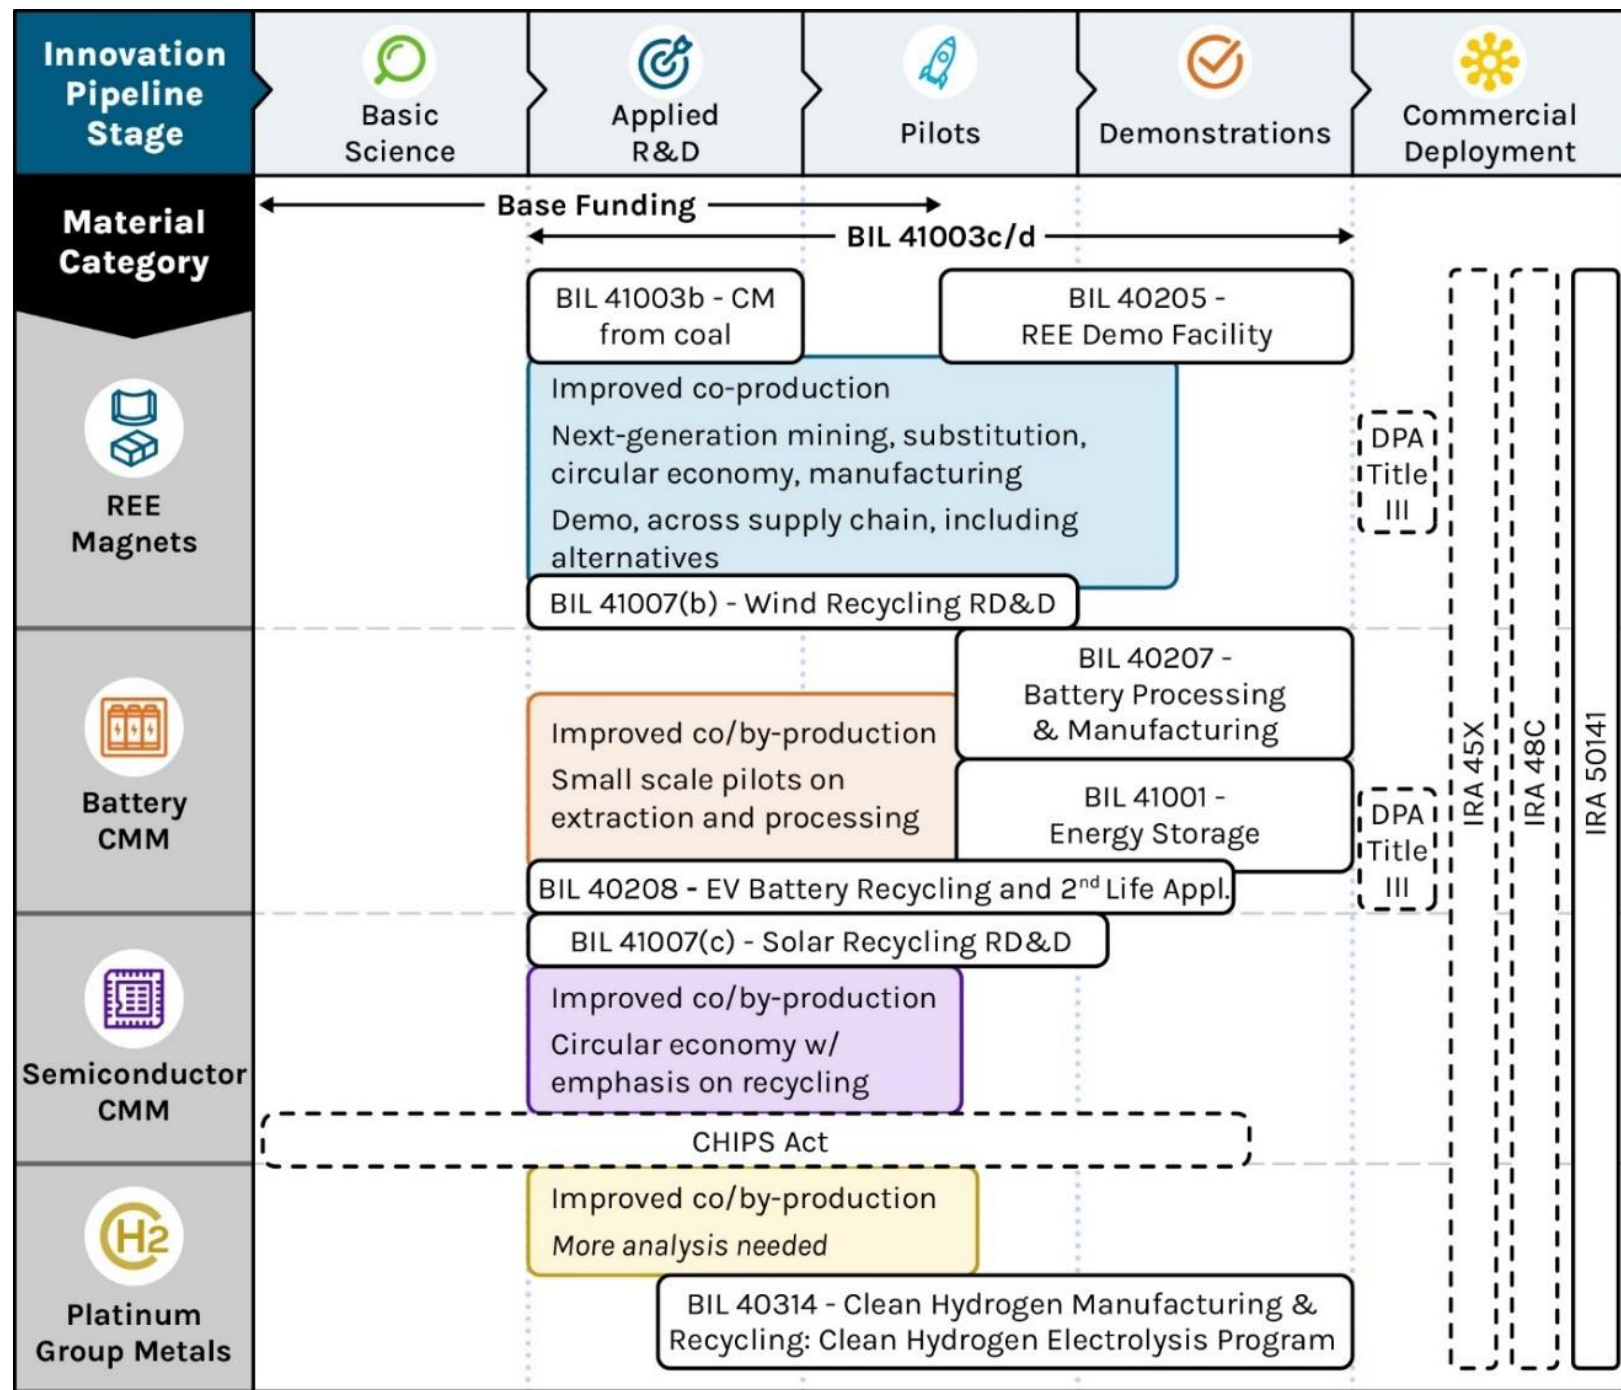 Innovation
Pipeline
Stage
Basic
Science
Applied
R&D
Pilots
Demonstrations
Commercial
Deployment
Material
Category
Base Funding
BIL 41003c/d
BIL 41003b - CM
from coal
BIL 40205 -
REE Demo Facility
REE
Magnets
Improved co-production
Next-generation mining, substitution,
circular economy, manufacturing
Demo, across supply chain, including
alternatives
BIL 41007(b) - Wind Recycling RD&D
DPA
Title
III
Battery
CMM
BIL 40207 -
Battery Processing
& Manufacturing
Improved co/by-production
Small scale pilots on
extraction and processing
BIL 41001 -
Energy Storage
BIL 40208 - EV Battery Recycling and 2nd Life Appl.
DPA
Title
III
Semiconductor
CMM
BIL 41007(c) - Solar Recycling RD&D
Improved co/by-production
Circular economy w/
emphasis on recycling
CHIPS Act
H2
Platinum
Group Metals
Improved co/by-production
More analysis needed
BIL 40314 - Clean Hydrogen Manufacturing &
Recycling: Clean Hydrogen Electrolysis Program
IRA 45X
IRA 48C
IRA 50141